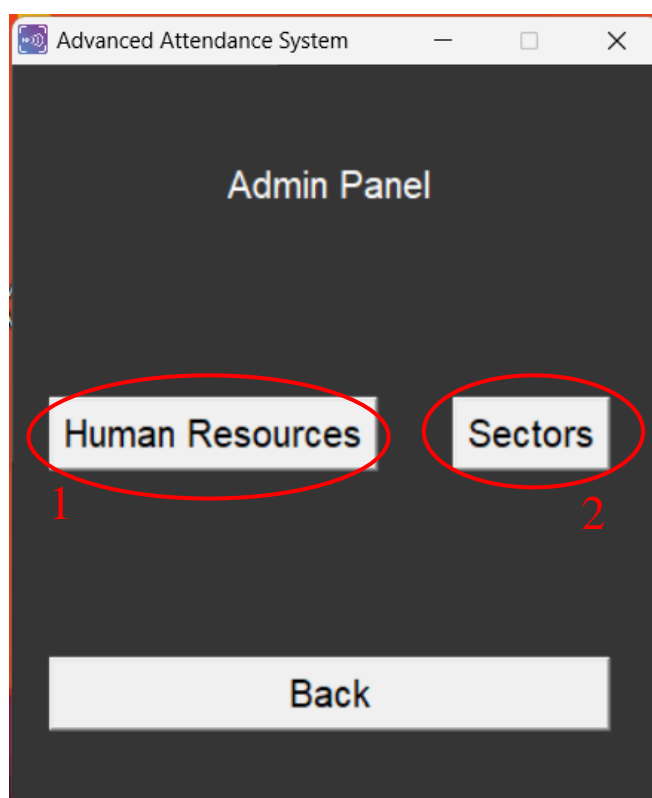 Advanced Attendance System
Admin Panel
Human Resources Sectors
1 2
Back